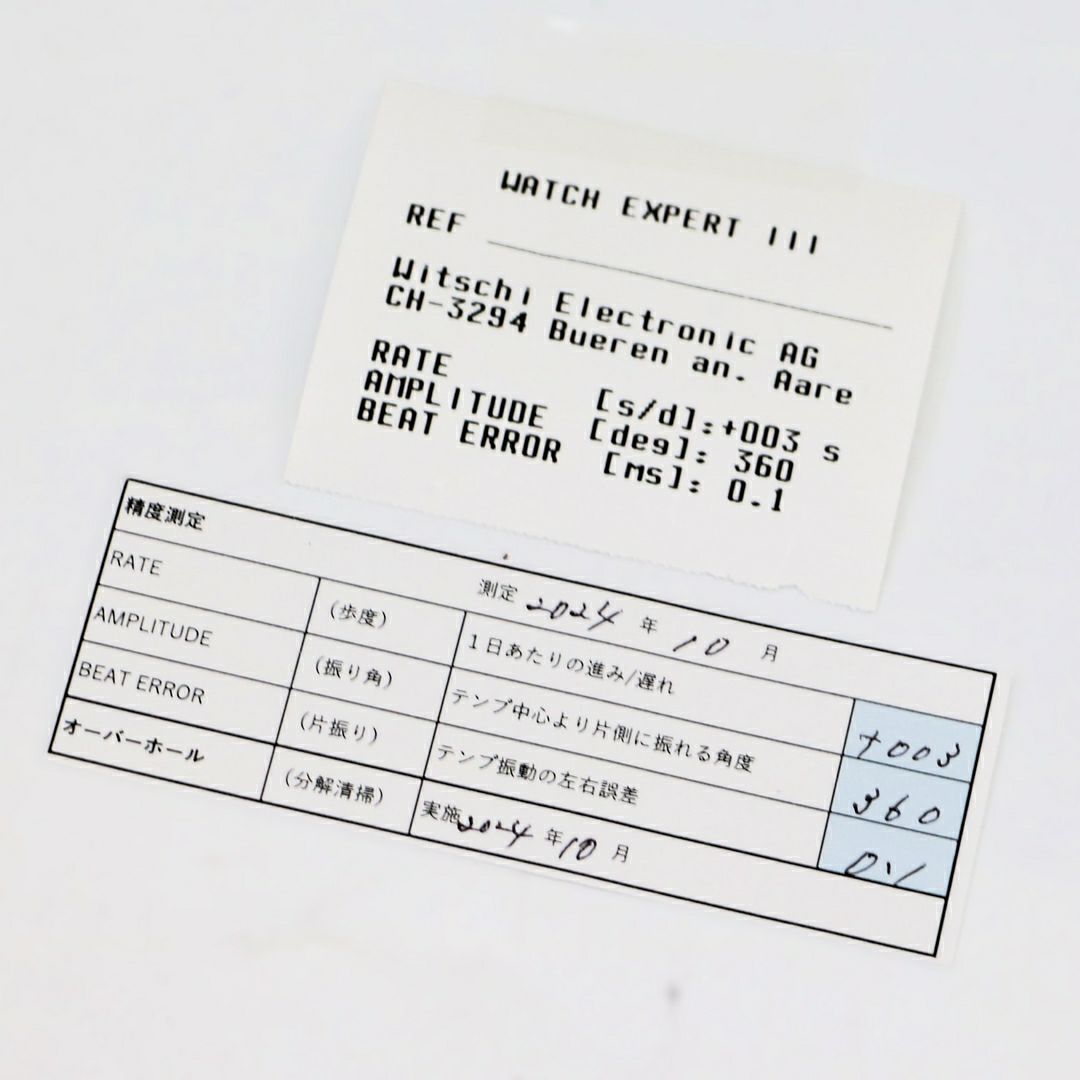 WATCH EXPERT III
REF
Witschi Electronic AG
CH-3294 Bueren an. Aare
RATE [s/d]:+003 s
AMPLITUDE [deg]: 360
BEAT ERROR [ms]: 0.1
精度測定 測定 2024 年 10 月
RATE (歩度) 1日あたりの進み/遅れ +003
AMPLITUDE (振り角) テンプ中心より片側に振れる角度 360
BEAT ERROR (片振り) テンプ振動の左右誤差 0.1
オーバーホール (分解清掃) 実施 2024 年 10 月